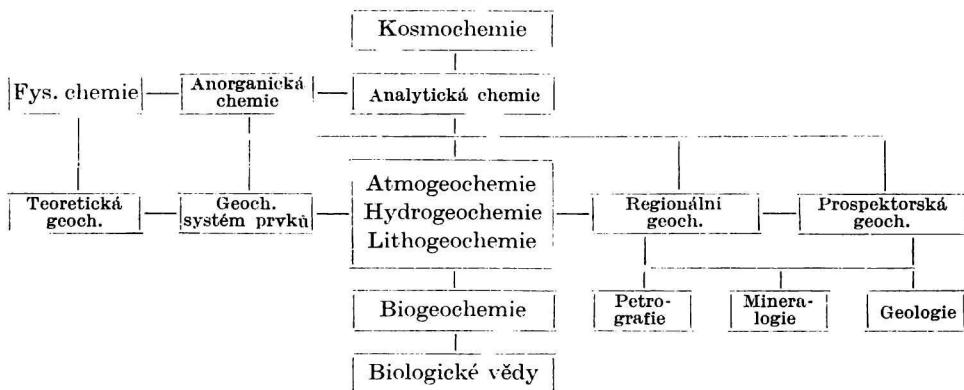 Kosmochemie
Fys. chemie
Anorganická
chemie
Analytická chemie
Teoretická
geoch.
Geoch.
systém prvků
Atmogeochemie
Hydrogeochemie
Lithogeochemie
Regionální
geoch.
Prospektorská
geoch.
Biogeochemie
Petro-
grafie
Minera-
logie
Geologie
Biologické vědy